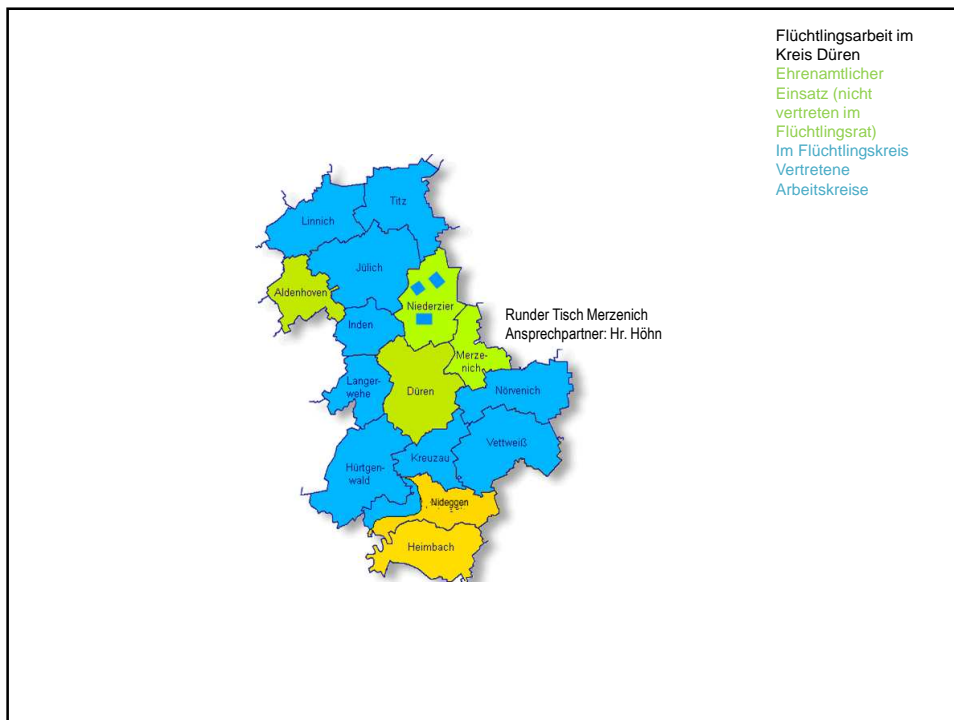 Flüchtlingsarbeit im
Kreis Düren
Ehrenamtlicher
Einsatz (nicht
vertreten im
Flüchtlingsrat)
Im Flüchtlingskreis
Vertretene
Arbeitskreise
Titz
Linnich
Jülich
Aldenhoven
Niederzier
Runder Tisch Merzenich
Ansprechpartner: Hr. Höhn
Inden
Merze-
nich
Langer-
wehe
Düren
Nörvenich
Vettweiß
Kreuzau
Hürtgen-
wald
Nideggen
Heimbach